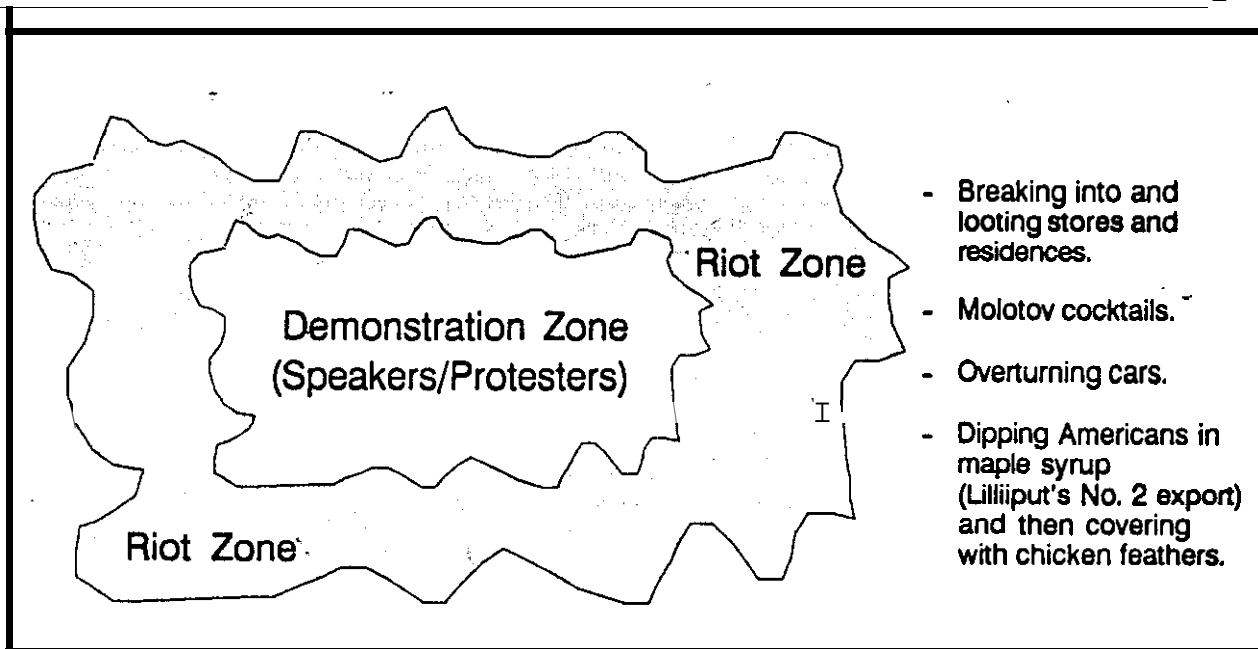 Riot Zone
Demonstration Zone
(Speakers/Protesters)
Riot Zone
- Breaking into and
looting stores and
residences.
- Molotov cocktails.
- Overturning cars.
- Dipping Americans in
maple syrup
(Lilliiput's No. 2 export)
and then covering
with chicken feathers.